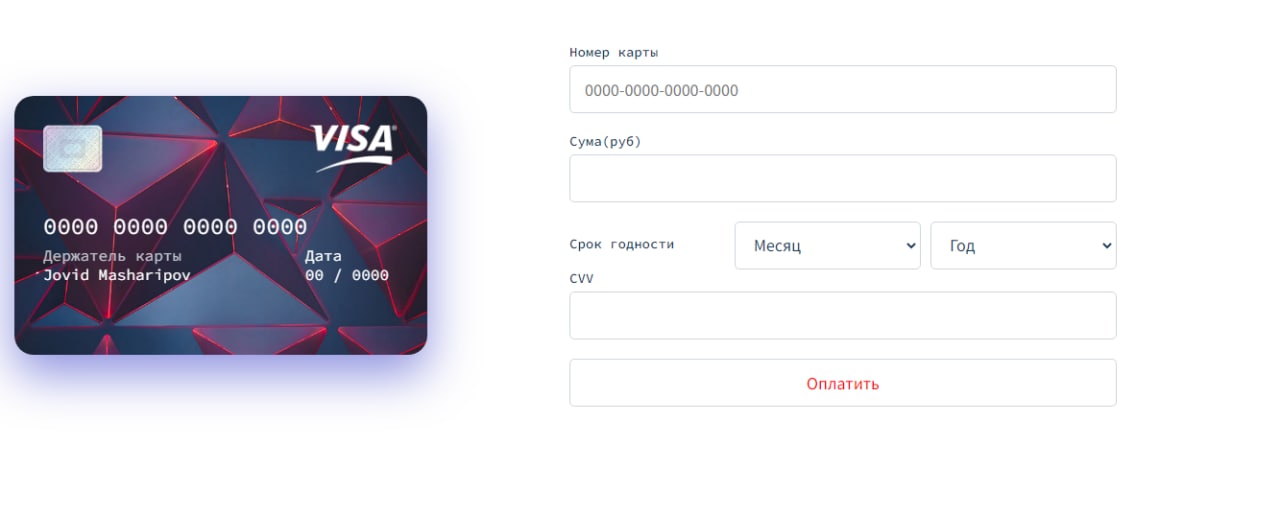 VISA
0000 0000 0000 0000
Держатель карты
Jovid Masharipov
Дата
00 / 0000
Номер карты
0000-0000-0000-0000
Сума(руб)
Срок годности
Месяц
Год
CVV
Оплатить